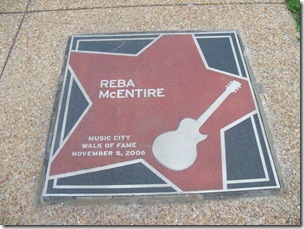 REBA
McENTIRE
MUSIC CITY
WALK OF FAME
NOVEMBER 5, 2006